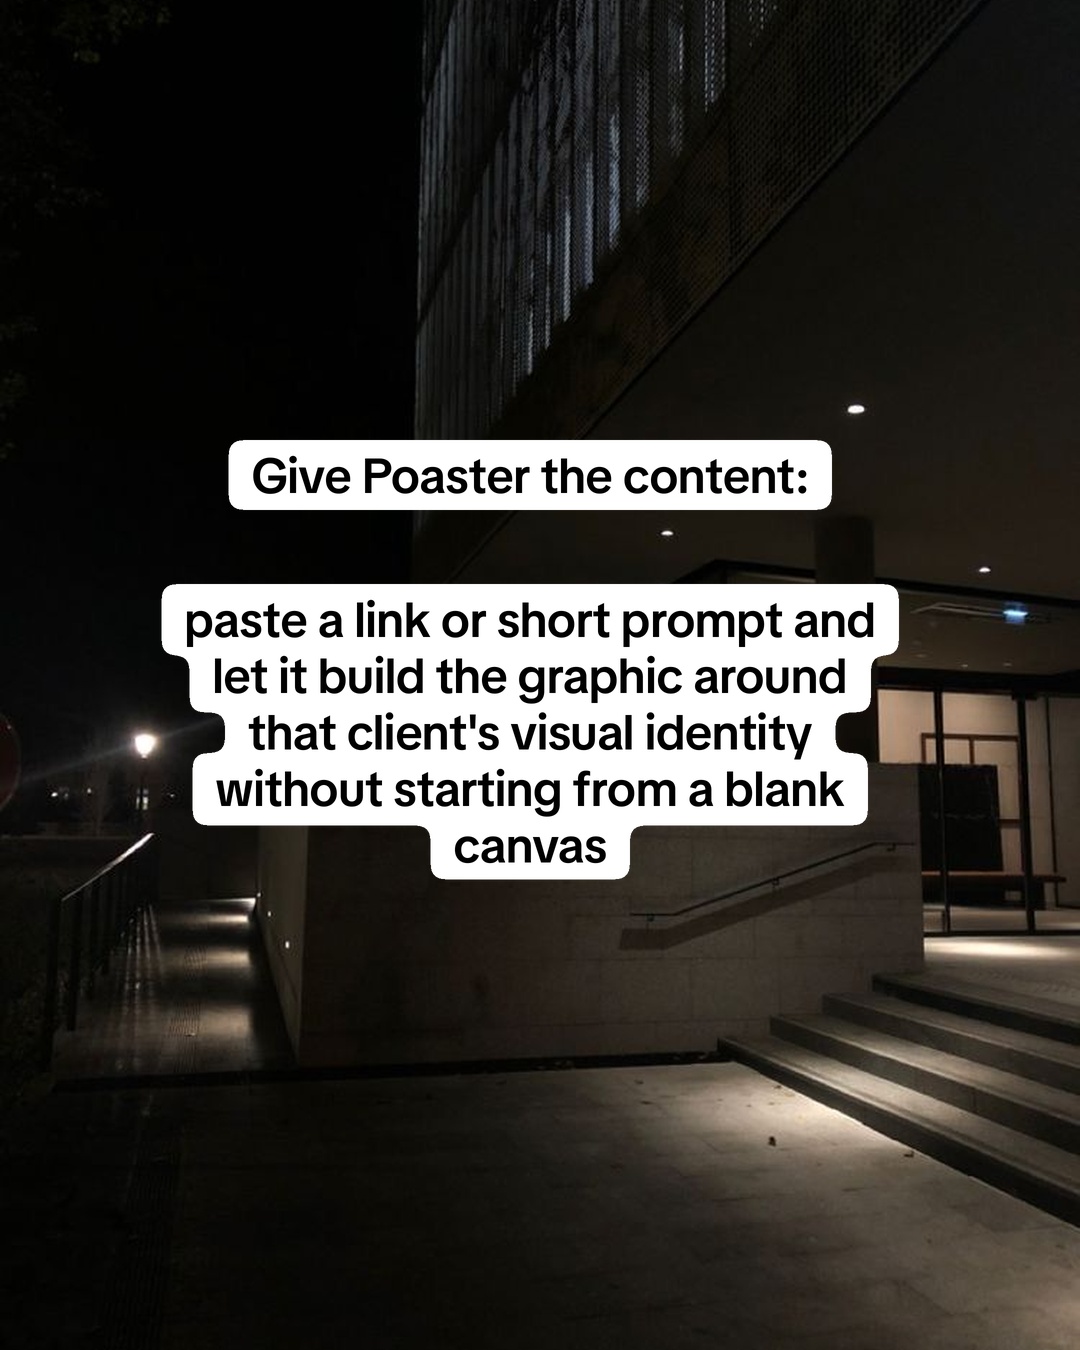 Give Poaster the content:
paste a link or short prompt and
let it build the graphic around
that client's visual identity
without starting from a blank
canvas